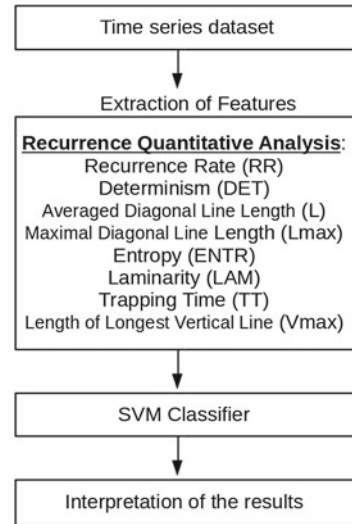 Time series dataset
Extraction of Features
Recurrence Quantitative Analysis:
Recurrence Rate (RR)
Determinism (DET)
Averaged Diagonal Line Length (L)
Maximal Diagonal Line Length (Lmax)
Entropy (ENTR)
Laminarity (LAM)
Trapping Time (TT)
Length of Longest Vertical Line (Vmax)
SVM Classifier
Interpretation of the results